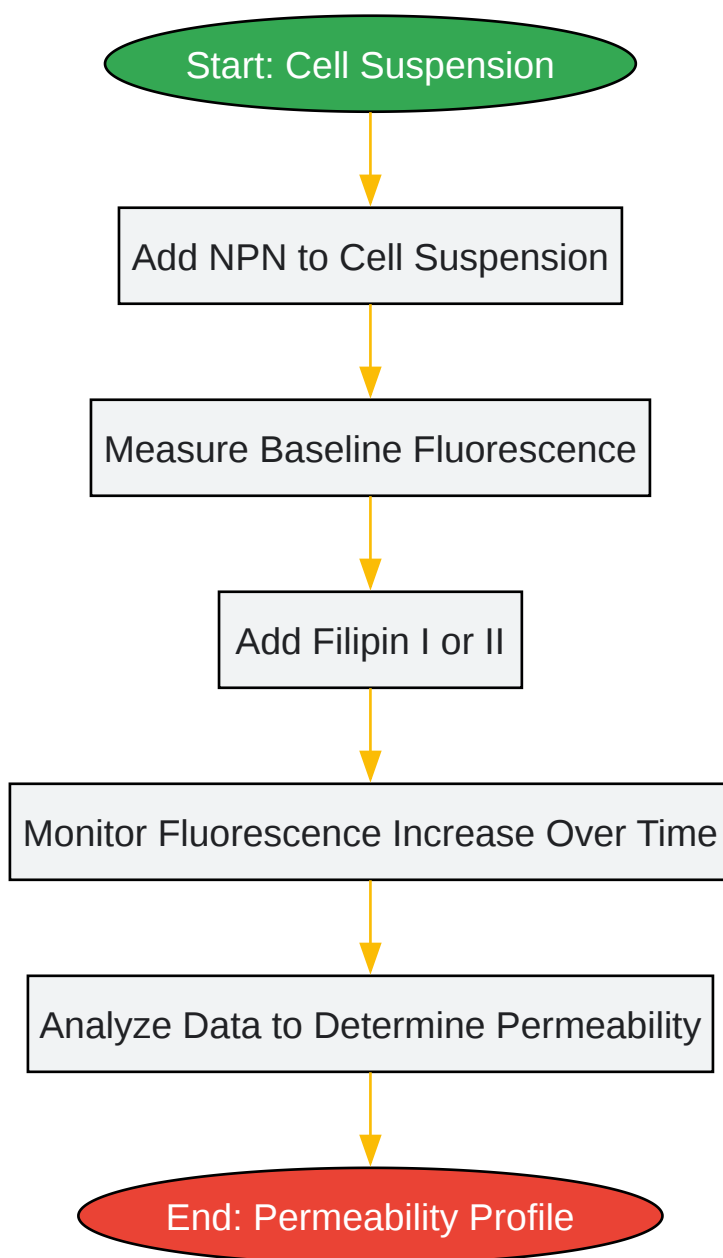 Start: Cell Suspension
Add NPN to Cell Suspension
Measure Baseline Fluorescence
Add Filipin I or II
Monitor Fluorescence Increase Over Time
Analyze Data to Determine Permeability
End: Permeability Profile